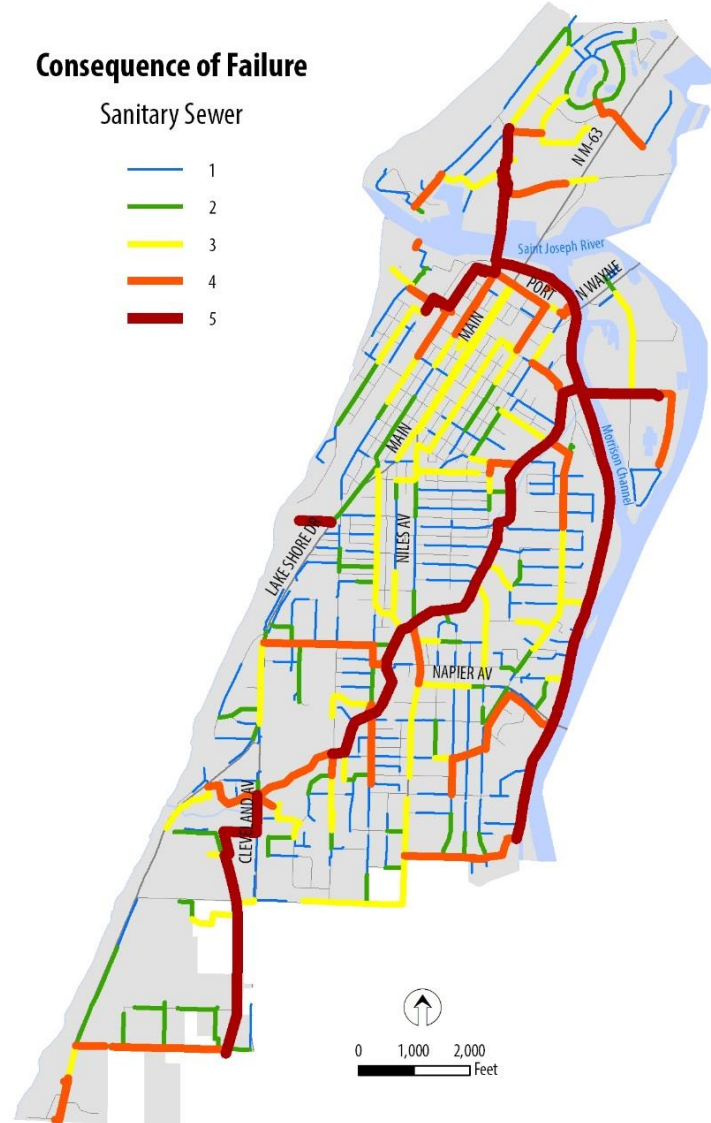 Consequence of Failure
Sanitary Sewer
1
2
3
4
5
N M-63
Saint Joseph River
PORT
N WAYNE
MAIN
MAIN
Morrison Channel
NILES AV
LAKE SHORE DR
NAPIER AV
CLEVELAND AV
0 1,000 2,000
Feet